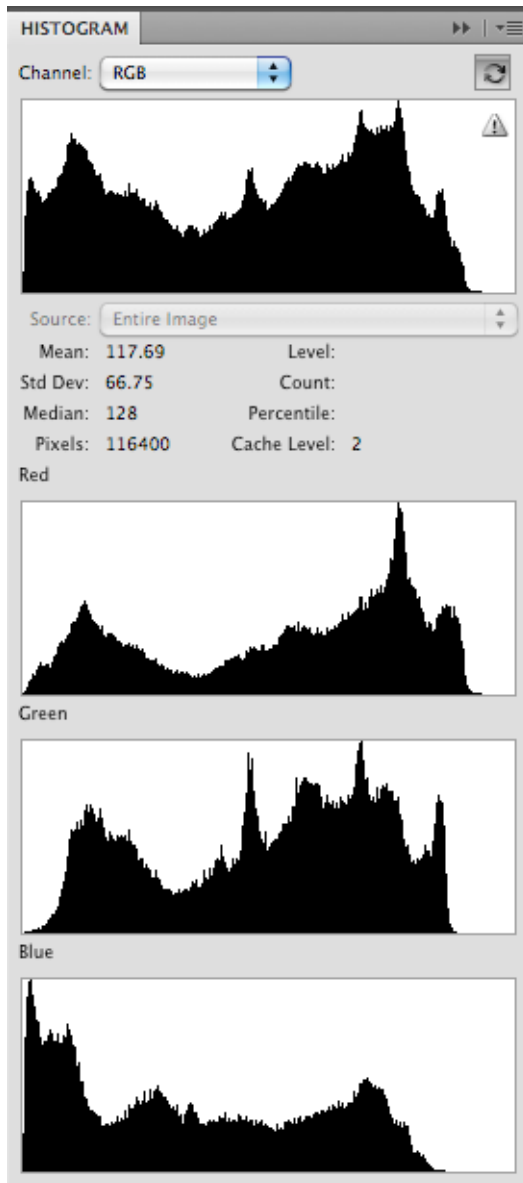 HISTOGRAM
Channel: RGB
Source: Entire Image
Mean: 117.69 Level:
Std Dev: 66.75 Count:
Median: 128 Percentile:
Pixels: 116400 Cache Level: 2
Red
Green
Blue